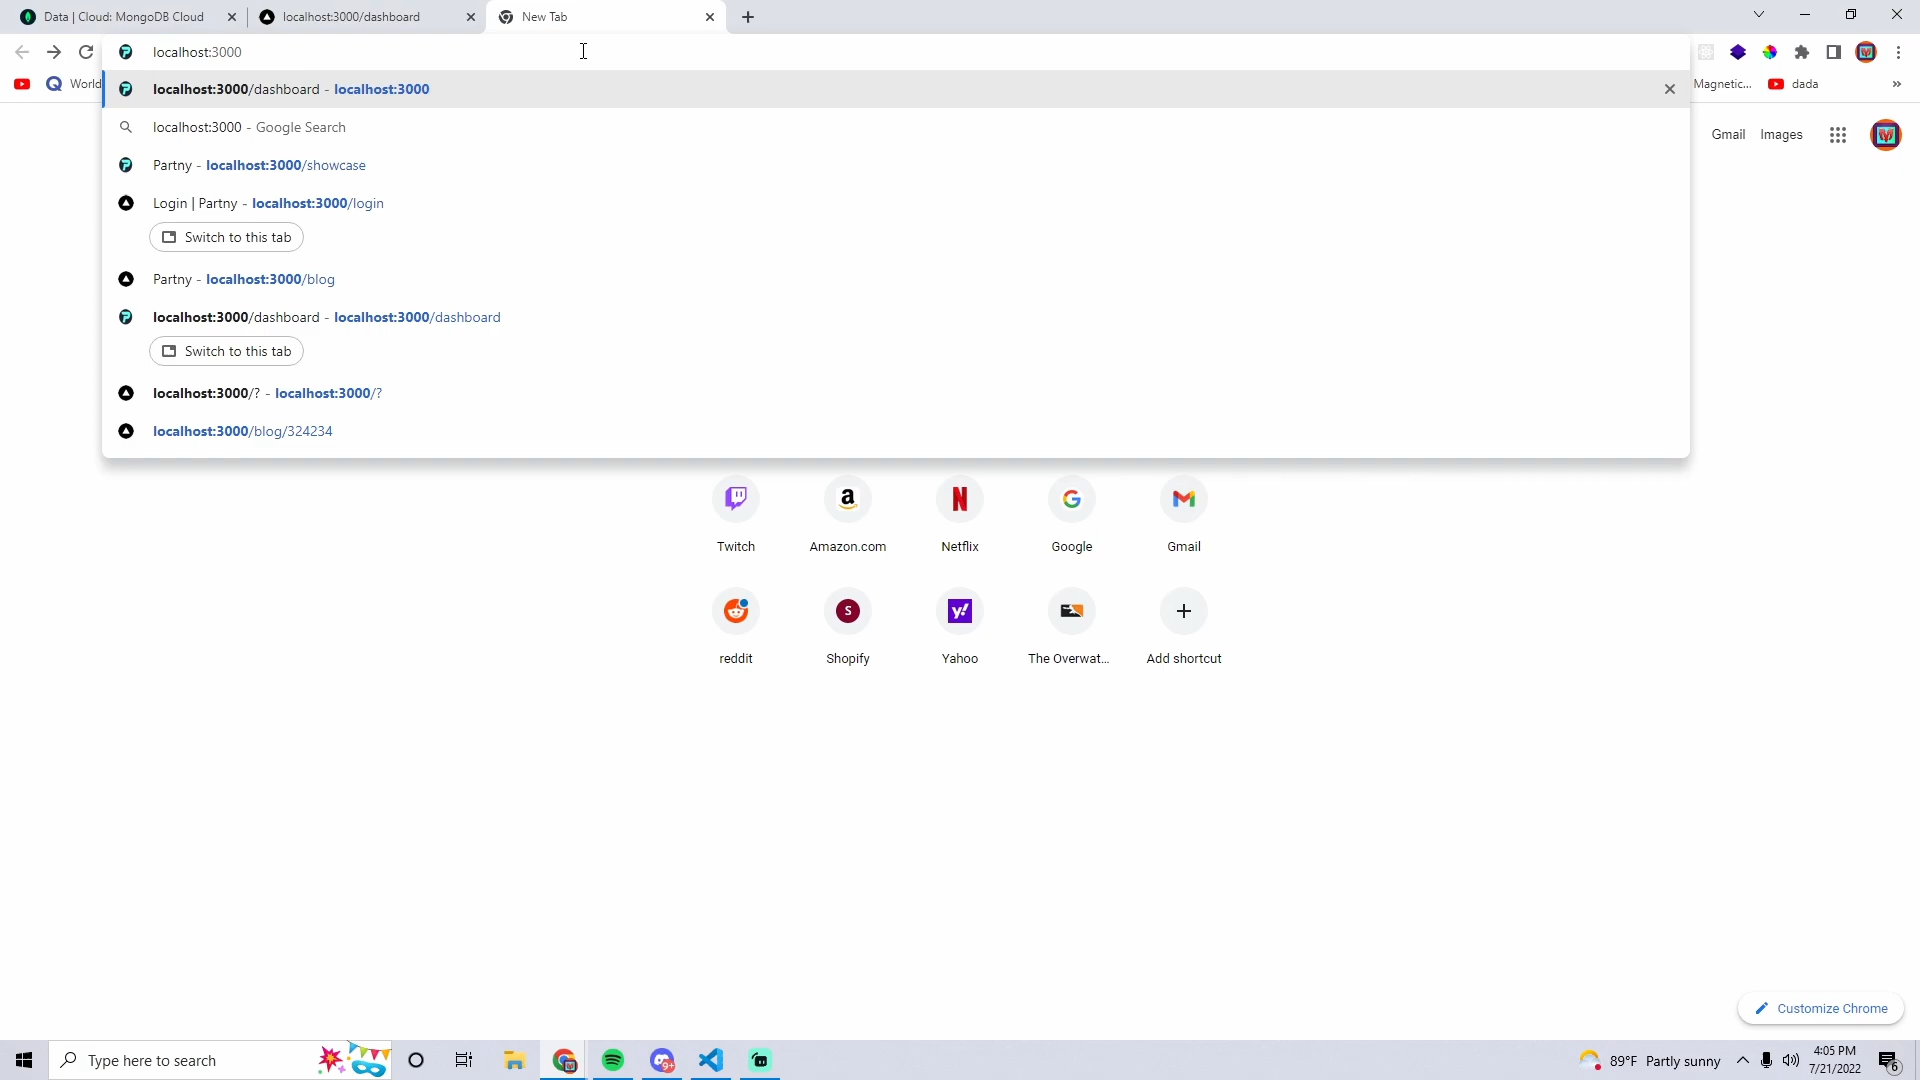 Data | Cloud: MongoDB Cloud
localhost:3000/dashboard
New Tab
localhost:3000
World
localhost:3000/dashboard - localhost:3000
Magnetic...
dada
»
localhost:3000 - Google Search
Gmail
Images
Partny - localhost:3000/showcase
Login | Partny - localhost:3000/login
Switch to this tab
Partny - localhost:3000/blog
localhost:3000/dashboard - localhost:3000/dashboard
Switch to this tab
localhost:3000/? - localhost:3000/?
localhost:3000/blog/324234
Twitch
Amazon.com
Netflix
Google
Gmail
reddit
Shopify
Yahoo
The Overwat...
Add shortcut
Customize Chrome
Type here to search
9+
89°F Partly sunny
4:05 PM
7/21/2022
6